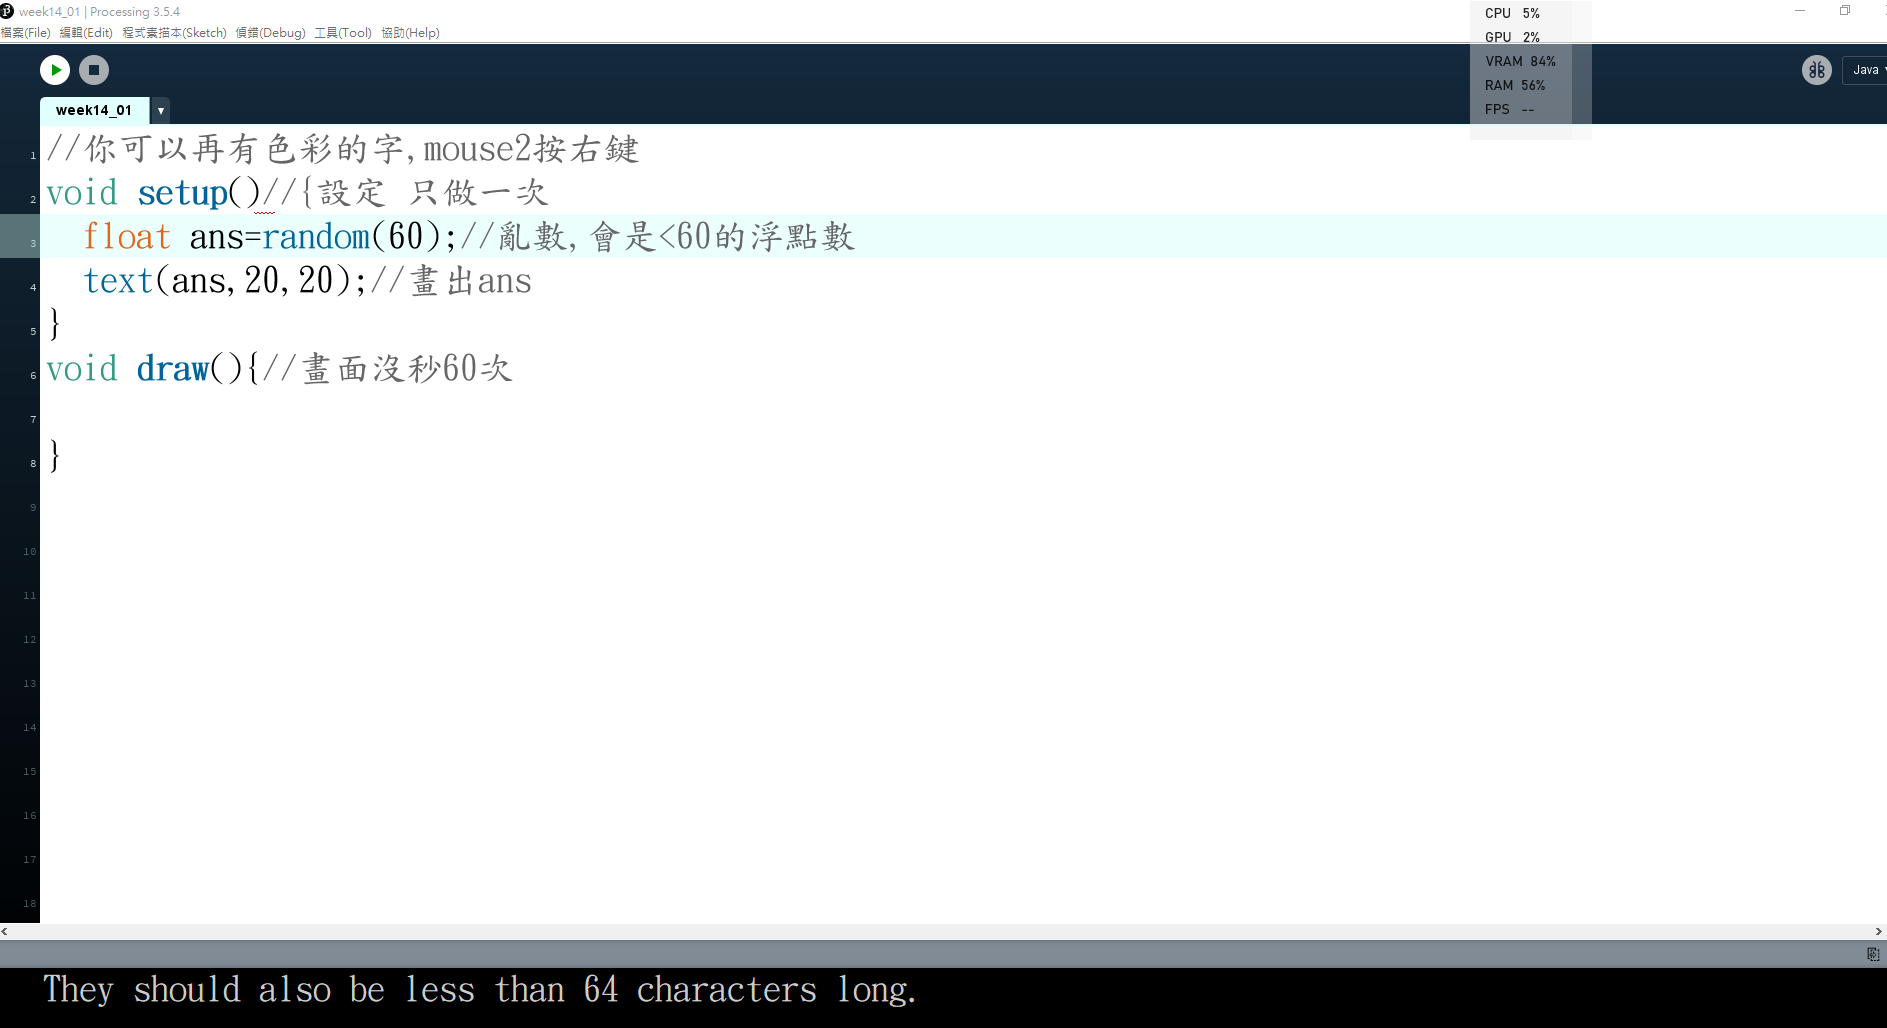 week14_01 | Processing 3.5.4
檔案(File) 編輯(Edit) 程式素描本(Sketch) 偵錯(Debug) 工具(Tool) 協助(Help)
CPU 5%
GPU 2%
VRAM 84%
RAM 56%
FPS --
Java
week14_01
1 //你可以再有色彩的字,mouse2按右鍵
2 void setup()//{設定 只做一次
3 float ans=random(60);//亂數,會是<60的浮點數
4 text(ans,20,20);//畫出ans
5 }
6 void draw(){//畫面沒秒60次
7
8 }
9
10
11
12
13
14
15
16
17
18
They should also be less than 64 characters long.